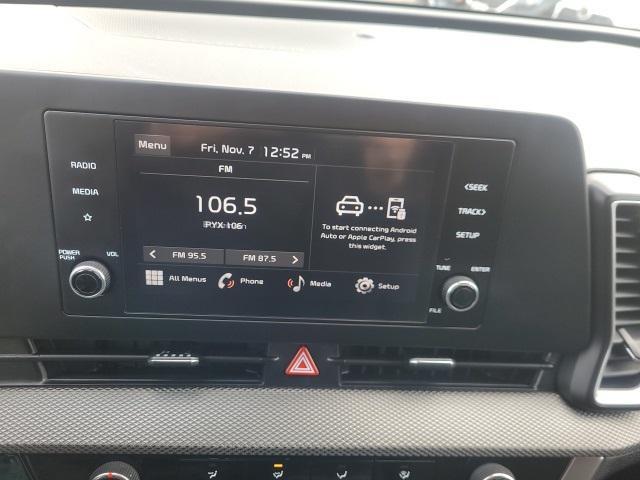 RADIO
MEDIA
POWER PUSH
VOL
Menu
Fri, Nov. 7 12:52 PM
FM
106.5
PYX 106
FM 95.5
FM 87.5
To start connecting Android
Auto or Apple CarPlay, press
this widget.
All Menus
Phone
Media
Setup
<SEEK
TRACK>
SETUP
TUNE
ENTER
FILE